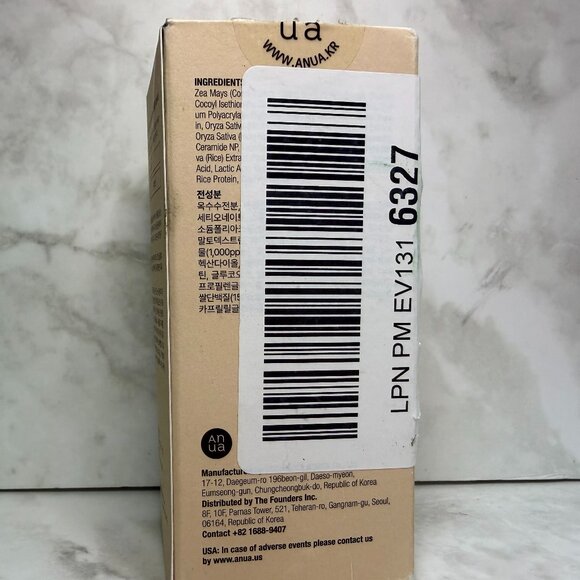 ua
WWW.ANUA.KR
INGREDIENTS
Zea Mays (Co
Cocoyl Isethion
um Polyacryla
in, Oryza Sativa
Oryza Sativa (
Ceramide NP,
va (Rice) Extra
Acid, Lactic A
Rice Protein,
전성분
옥수수전분,
세티오네이트
소듐폴리아크
말토덱스트린
물(1,000pp
헥산다이올,
틴, 글루코
프로필렌글
쌀단백질(15
카프릴릴글
LPN PM EV131 6327
An
ua
Manufacture
17-12, Daegeum-ro 196beon-gil, Daeso-myeon,
Eumseong-gun, Chungcheongbuk-do, Republic of Korea
Distributed by The Founders Inc.
8F, 10F, Parnas Tower, 521, Teheran-ro, Gangnam-gu, Seoul,
06164, Republic of Korea
Contact +82 1688-9407
USA: In case of adverse events please contact us
by www.anua.us